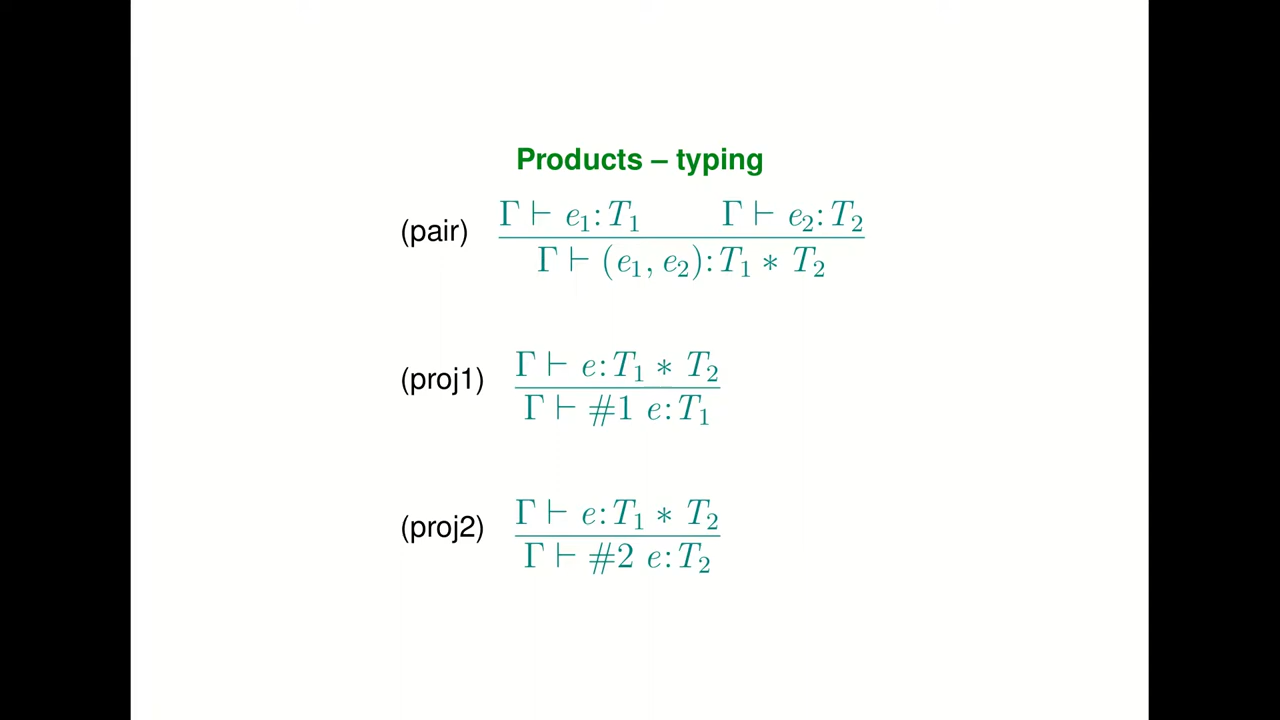 Products – typing
(pair) Γ ⊢ e₁:T₁ Γ ⊢ e₂:T₂
Γ ⊢ (e₁, e₂):T₁ * T₂
(proj1) Γ ⊢ e:T₁ * T₂
Γ ⊢ #1 e:T₁
(proj2) Γ ⊢ e:T₁ * T₂
Γ ⊢ #2 e:T₂